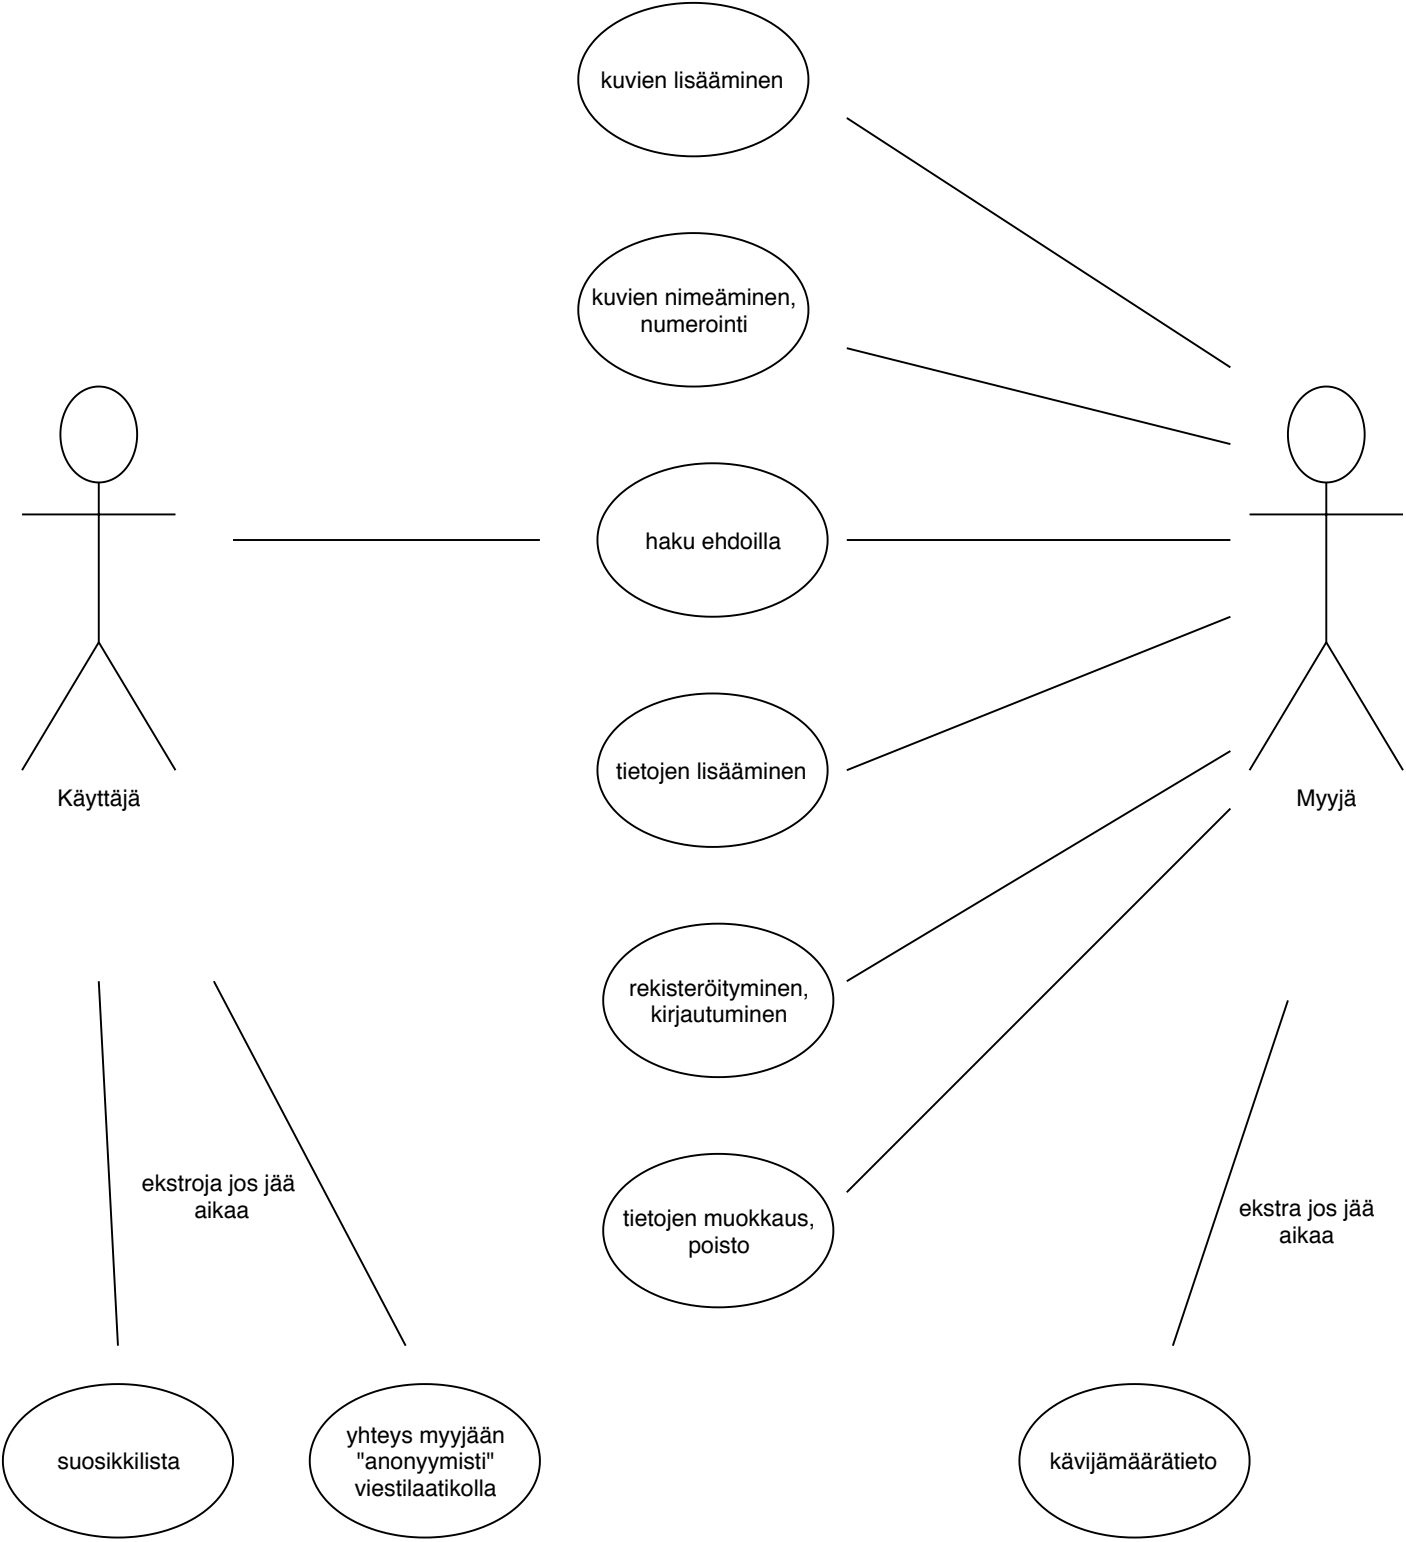 kuvien lisääminen
kuvien nimeäminen,
numerointi
haku ehdoilla
tietojen lisääminen
Käyttäjä
Myyjä
rekisteröityminen,
kirjautuminen
ekstroja jos jää
aikaa
tietojen muokkaus,
poisto
ekstra jos jää
aikaa
suosikkilista
yhteys myyjään
"anonyymisti"
viestilaatikolla
kävijämäärätieto